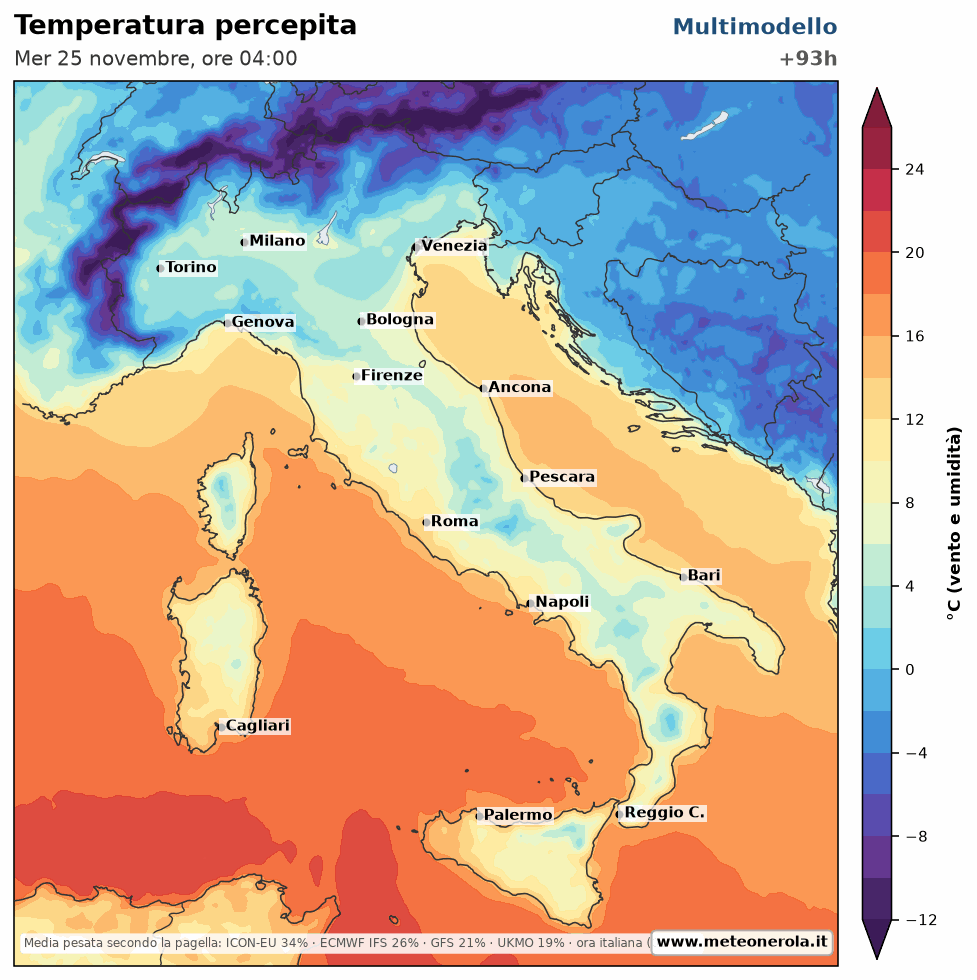 Temperatura percepita
Multimodello
Mer 25 novembre, ore 04:00
+93h
Milano
Venezia
Torino
Genova
Bologna
Firenze
Ancona
Pescara
Roma
Bari
Napoli
Cagliari
Palermo
Reggio C.
24
20
16
12
8
4
0
−4
−8
−12
°C (vento e umidità)
Media pesata secondo la pagella: ICON-EU 34% · ECMWF IFS 26% · GFS 21% · UKMO 19% · ora italiana (
www.meteonerola.it